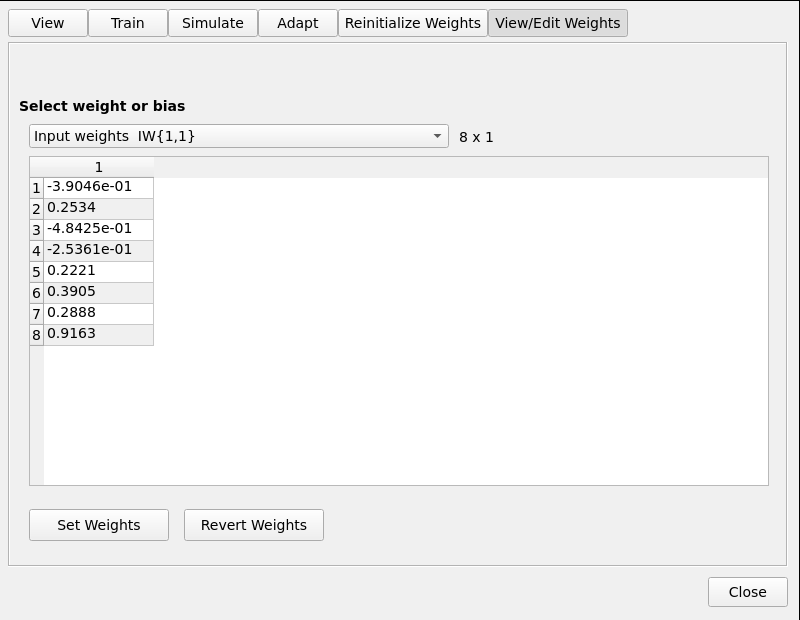 View Train Simulate Adapt Reinitialize Weights View/Edit Weights
Select weight or bias
Input weights  IW{1,1} 8 x 1
1
1 -3.9046e-01
2 0.2534
3 -4.8425e-01
4 -2.5361e-01
5 0.2221
6 0.3905
7 0.2888
8 0.9163
Set Weights Revert Weights
Close